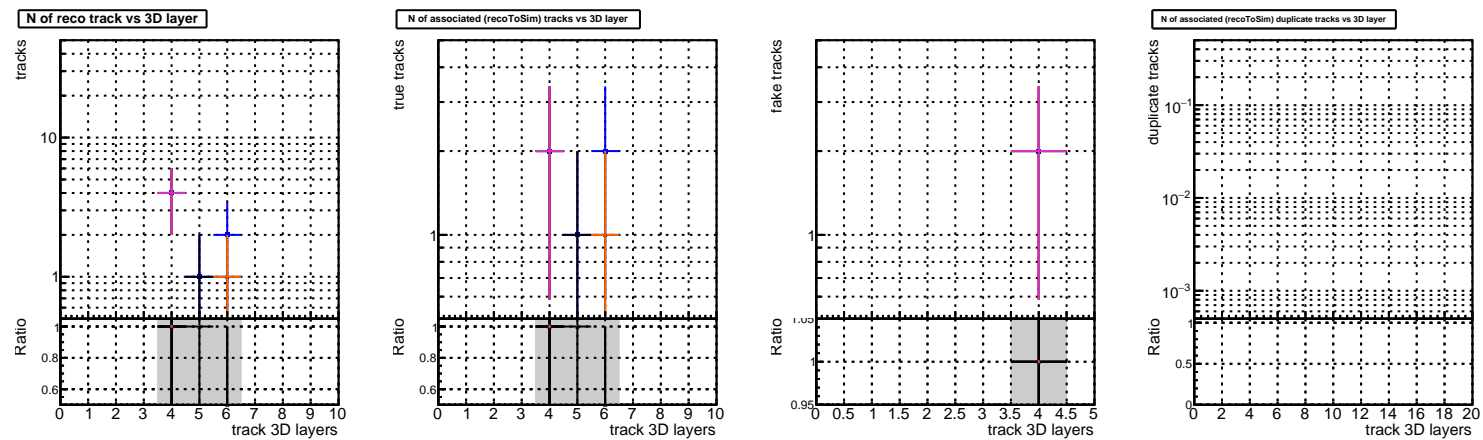 N of reco track vs 3D layer
tracks
10
1
Ratio
1
0.8
0.6
0 1 2 3 4 5 6 7 8 9 10
track 3D layers
N of associated (recoToSim) tracks vs 3D layer
true tracks
1
Ratio
1
0.8
0.6
0 1 2 3 4 5 6 7 8 9 10
track 3D layers
fake tracks
1
Ratio
1.05
1
0.95
0 0.5 1 1.5 2 2.5 3 3.5 4 4.5 5
track 3D layers
N of associated (recoToSim) duplicate tracks vs 3D layer
duplicate tracks
10⁻¹
10⁻²
10⁻³
Ratio
1
0.5
0
0 2 4 6 8 10 12 14 16 18 20
track 3D layers